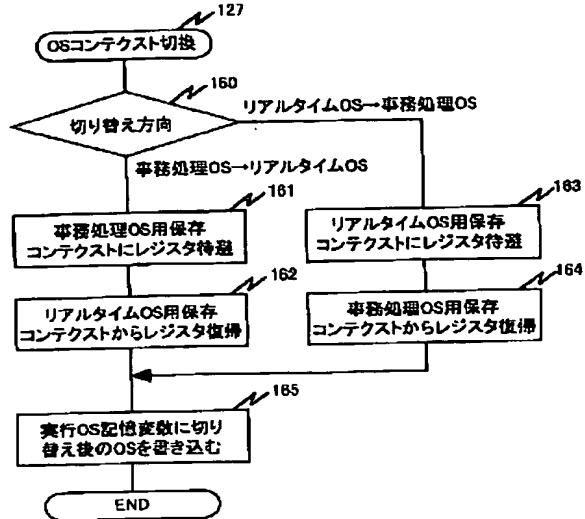 127
OSコンテクスト切換
160
切り替え方向
リアルタイムOS→事務処理OS
事務処理OS→リアルタイムOS
161
事務処理OS用保存
コンテクストにレジスタ待避
163
リアルタイムOS用保存
コンテクストにレジスタ待避
162
リアルタイムOS用保存
コンテクストからレジスタ復帰
164
事務処理OS用保存
コンテクストからレジスタ復帰
165
実行OS記憶変数に切り
替え後のOSを書き込む
END